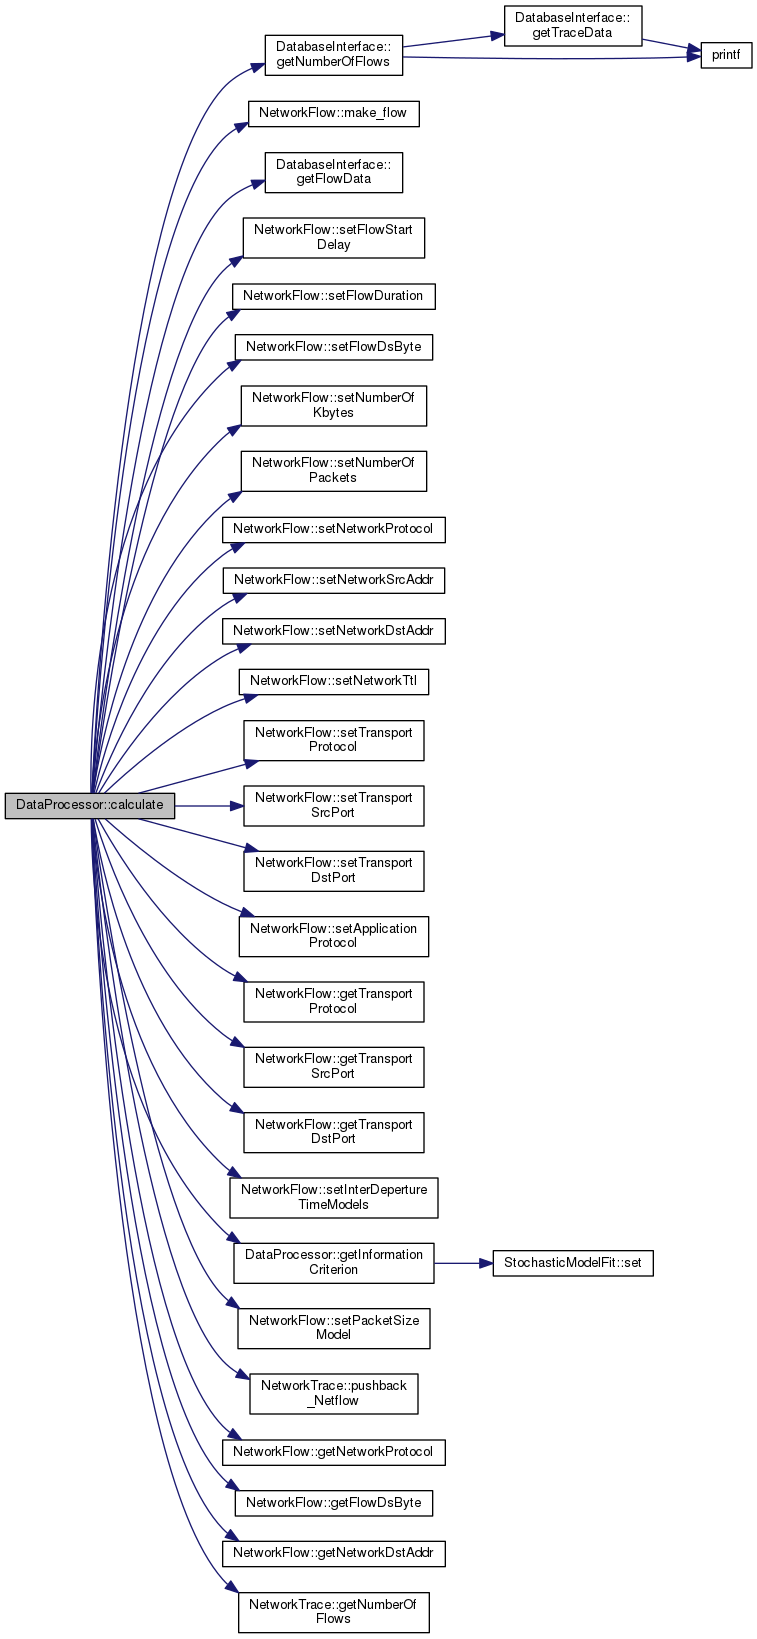 DatabaseInterface::
getTraceData
printf
DatabaseInterface::
getNumberOfFlows
NetworkFlow::make_flow
DatabaseInterface::
getFlowData
NetworkFlow::setFlowStart
Delay
NetworkFlow::setFlowDuration
NetworkFlow::setFlowDsByte
NetworkFlow::setNumberOf
Kbytes
NetworkFlow::setNumberOf
Packets
NetworkFlow::setNetworkProtocol
NetworkFlow::setNetworkSrcAddr
NetworkFlow::setNetworkDstAddr
NetworkFlow::setNetworkTtl
NetworkFlow::setTransport
Protocol
DataProcessor::calculate
NetworkFlow::setTransport
SrcPort
NetworkFlow::setTransport
DstPort
NetworkFlow::setApplication
Protocol
NetworkFlow::getTransport
Protocol
NetworkFlow::getTransport
SrcPort
NetworkFlow::getTransport
DstPort
NetworkFlow::setInterDeperture
TimeModels
DataProcessor::getInformation
Criterion
StochasticModelFit::set
NetworkFlow::setPacketSize
Model
NetworkTrace::pushback
_Netflow
NetworkFlow::getNetworkProtocol
NetworkFlow::getFlowDsByte
NetworkFlow::getNetworkDstAddr
NetworkTrace::getNumberOf
Flows